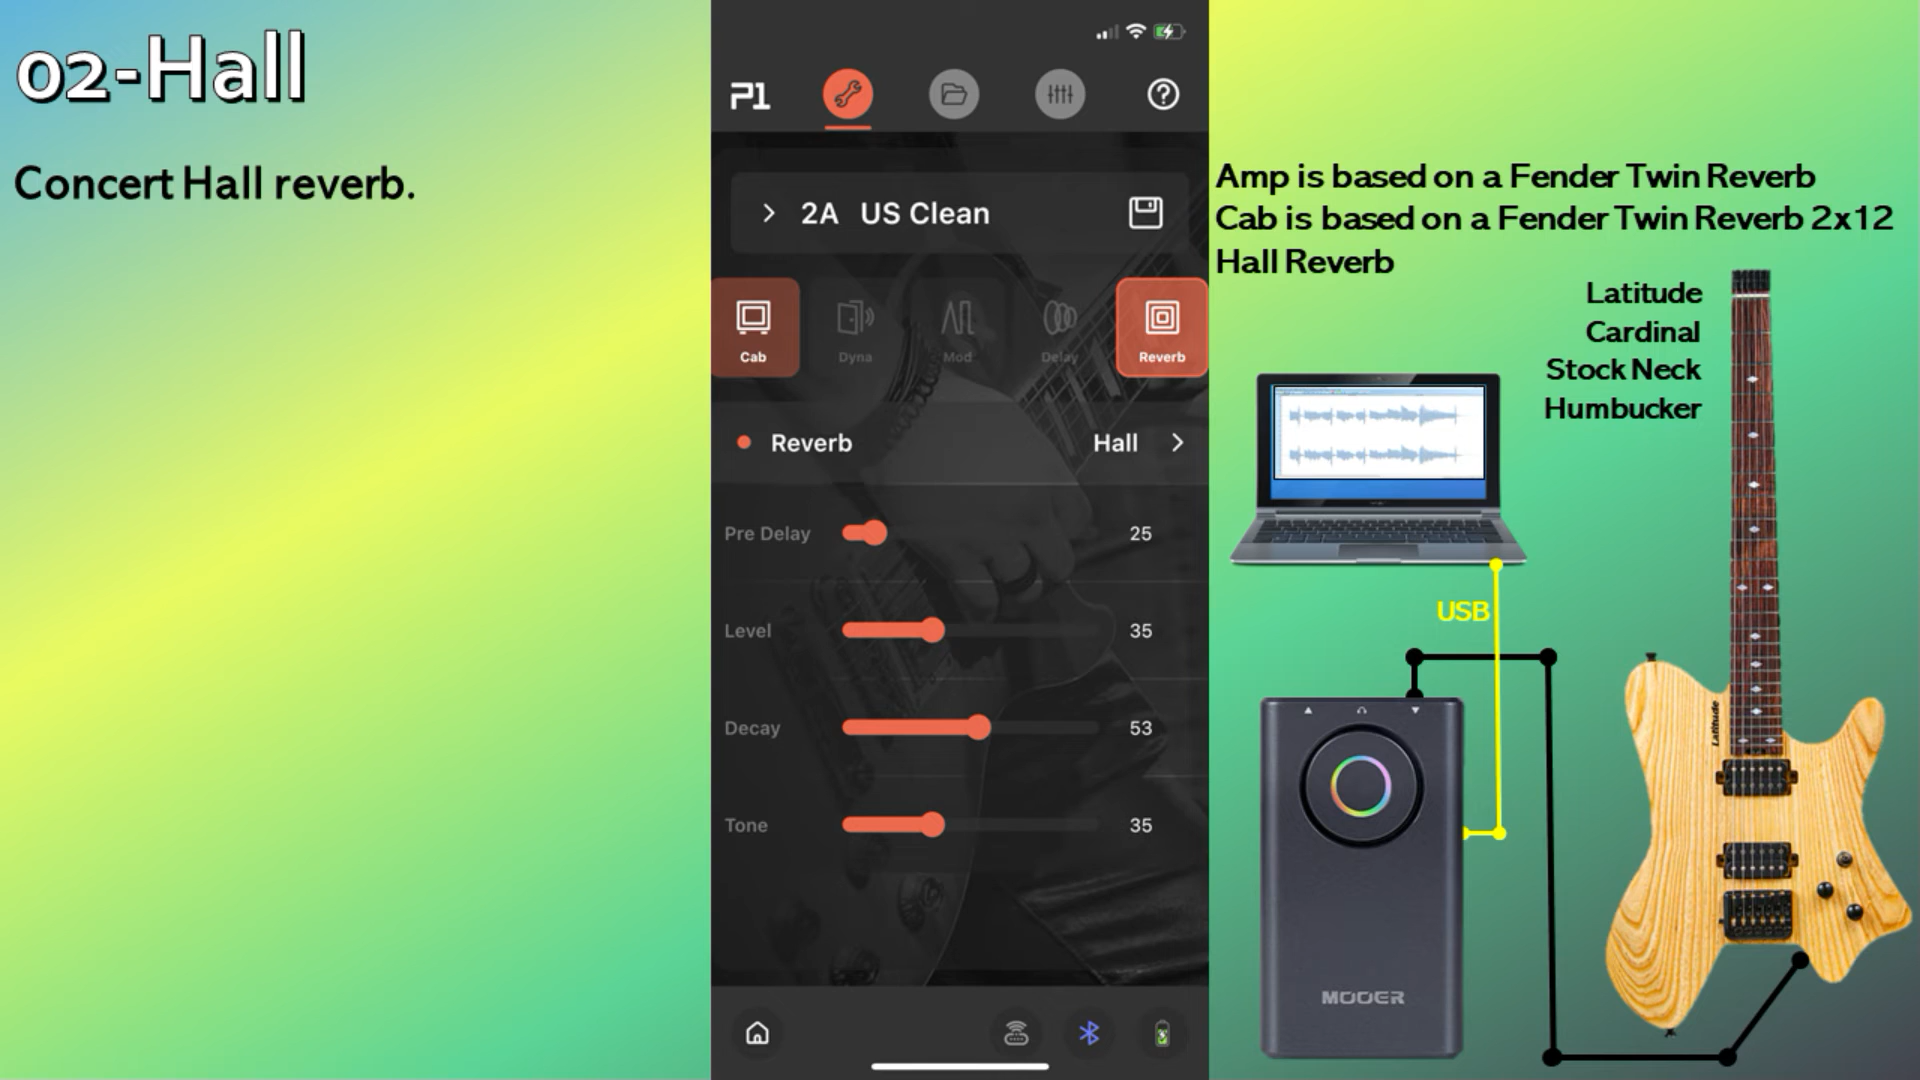 02-Hall
Concert Hall reverb.
P1
2A US Clean
Cab
Dyna
Mod
Delay
Reverb
Reverb
Hall
Pre Delay
25
Level
35
Decay
53
Tone
35
Amp is based on a Fender Twin Reverb
Cab is based on a Fender Twin Reverb 2x12
Hall Reverb
Latitude
Cardinal
Stock Neck
Humbucker
USB
MOOER
Latitude